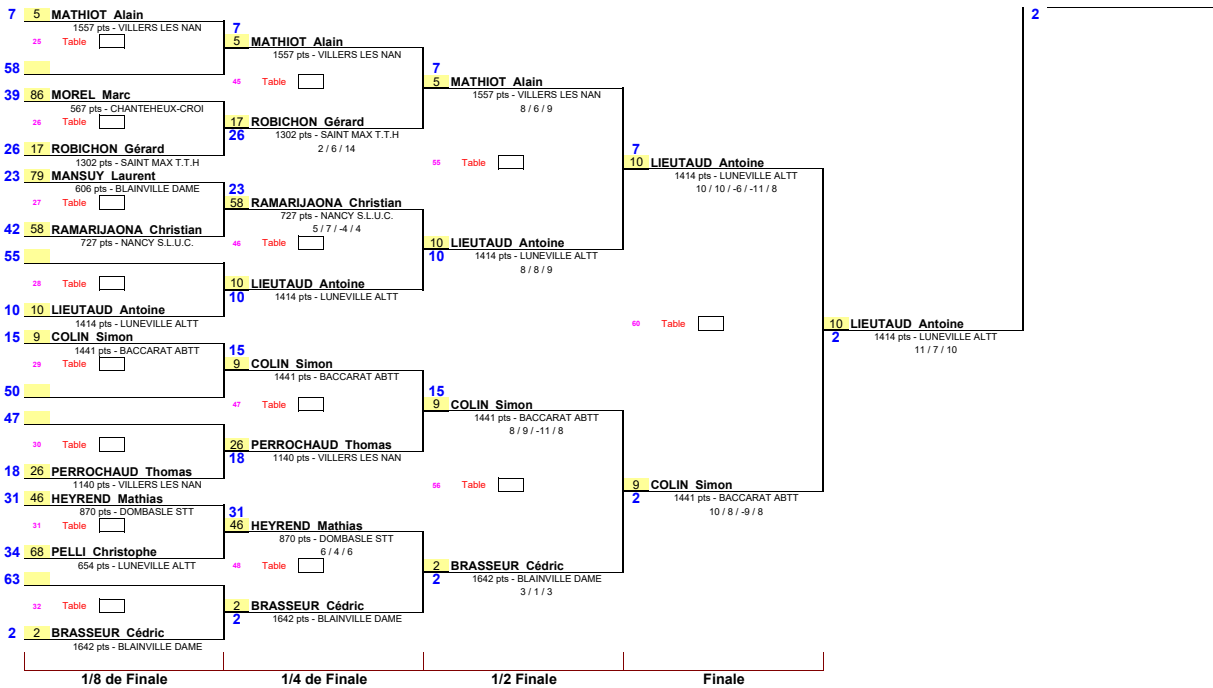 7 5 MATHIOT Alain
1557 pts - VILLERS LES NAN
25 Table
58
39 86 MOREL Marc
567 pts - CHANTEHEUX-CROI
26 Table
26 17 ROBICHON Gérard
1302 pts - SAINT MAX T.T.H
23 79 MANSUY Laurent
606 pts - BLAINVILLE DAME
27 Table
42 58 RAMARIJAONA Christian
727 pts - NANCY S.L.U.C.
55
28 Table
10 10 LIEUTAUD Antoine
1414 pts - LUNEVILLE ALTT
15 9 COLIN Simon
1441 pts - BACCARAT ABTT
29 Table
50
47
30 Table
18 26 PERROCHAUD Thomas
1140 pts - VILLERS LES NAN
31 46 HEYREND Mathias
870 pts - DOMBASLE STT
31 Table
34 68 PELLI Christophe
654 pts - LUNEVILLE ALTT
63
32 Table
2 2 BRASSEUR Cédric
1642 pts - BLAINVILLE DAME
1/8 de Finale
7
5 MATHIOT Alain
1557 pts - VILLERS LES NAN
45 Table
17 ROBICHON Gérard
26 1302 pts - SAINT MAX T.T.H
2 / 6 / 14
23
58 RAMARIJAONA Christian
727 pts - NANCY S.L.U.C.
5 / 7 / -4 / 4
46 Table
10 LIEUTAUD Antoine
10 1414 pts - LUNEVILLE ALTT
15
9 COLIN Simon
1441 pts - BACCARAT ABTT
47 Table
26 PERROCHAUD Thomas
18 1140 pts - VILLERS LES NAN
31
46 HEYREND Mathias
870 pts - DOMBASLE STT
6 / 4 / 6
48 Table
2 BRASSEUR Cédric
2 1642 pts - BLAINVILLE DAME
1/4 de Finale
7
5 MATHIOT Alain
1557 pts - VILLERS LES NAN
8 / 6 / 9
55 Table
10 LIEUTAUD Antoine
10 1414 pts - LUNEVILLE ALTT
8 / 8 / 9
15
9 COLIN Simon
1441 pts - BACCARAT ABTT
8 / 9 / -11 / 8
56 Table
2 BRASSEUR Cédric
2 1642 pts - BLAINVILLE DAME
3 / 1 / 3
1/2 Finale
7
10 LIEUTAUD Antoine
1414 pts - LUNEVILLE ALTT
10 / 10 / -6 / -11 / 8
60 Table
9 COLIN Simon
2 1441 pts - BACCARAT ABTT
10 / 8 / -9 / 8
Finale
10 LIEUTAUD Antoine
2 1414 pts - LUNEVILLE ALTT
11 / 7 / 10
2